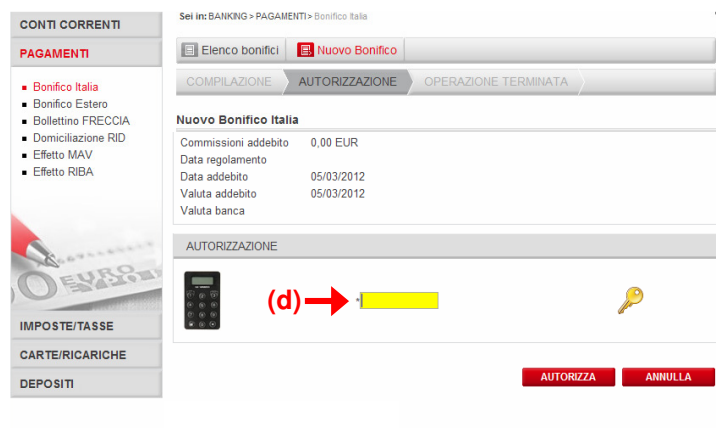 Sei in: BANKING > PAGAMENTI > Bonifico Italia
CONTI CORRENTI
PAGAMENTI
Bonifico Italia
Bonifico Estero
Bollettino FRECCIA
Domiciliazione RID
Effetto MAV
Effetto RIBA
EURO
IMPOSTE/TASSE
CARTE/RICARICHE
DEPOSITI
Elenco bonifici Nuovo Bonifico
COMPILAZIONE AUTORIZZAZIONE OPERAZIONE TERMINATA
Nuovo Bonifico Italia
Commissioni addebito 0,00 EUR
Data regolamento
Data addebito 05/03/2012
Valuta addebito 05/03/2012
Valuta banca
AUTORIZZAZIONE
(d) *
AUTORIZZA ANNULLA